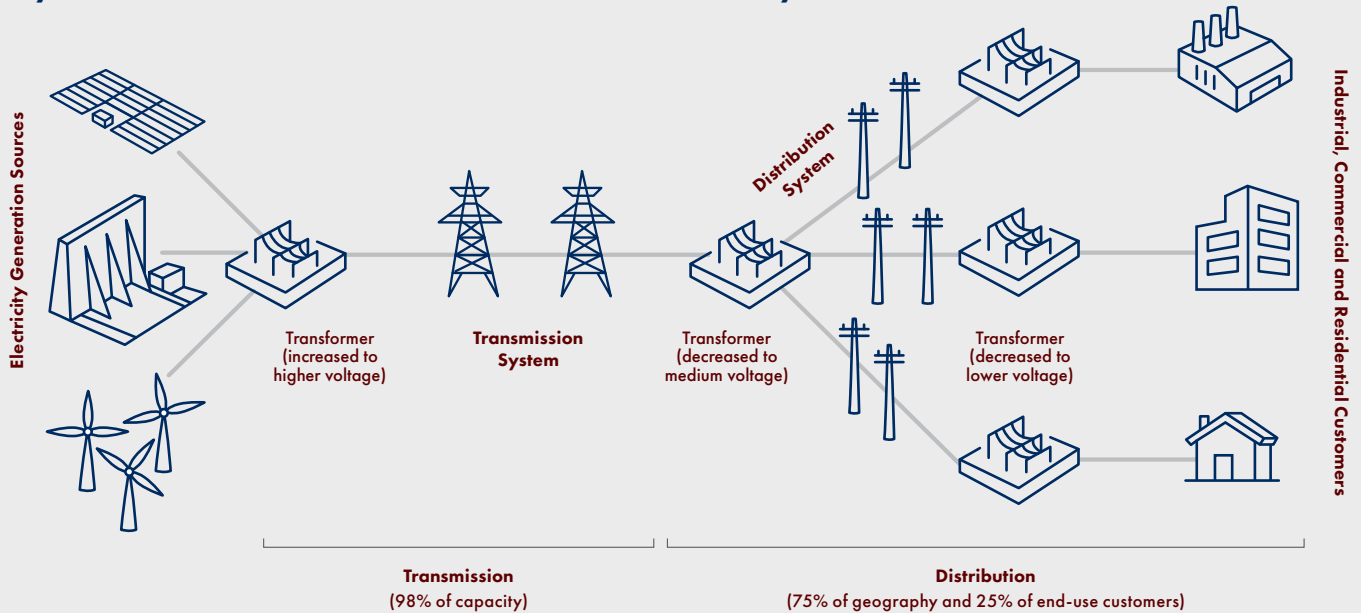 Electricity Generation Sources
Transformer
(increased to
higher voltage)
Transmission
System
Transformer
(decreased to
medium voltage)
Distribution
System
Transformer
(decreased to
lower voltage)
Industrial, Commercial and Residential Customers
Transmission
(98% of capacity)
Distribution
(75% of geography and 25% of end-use customers)